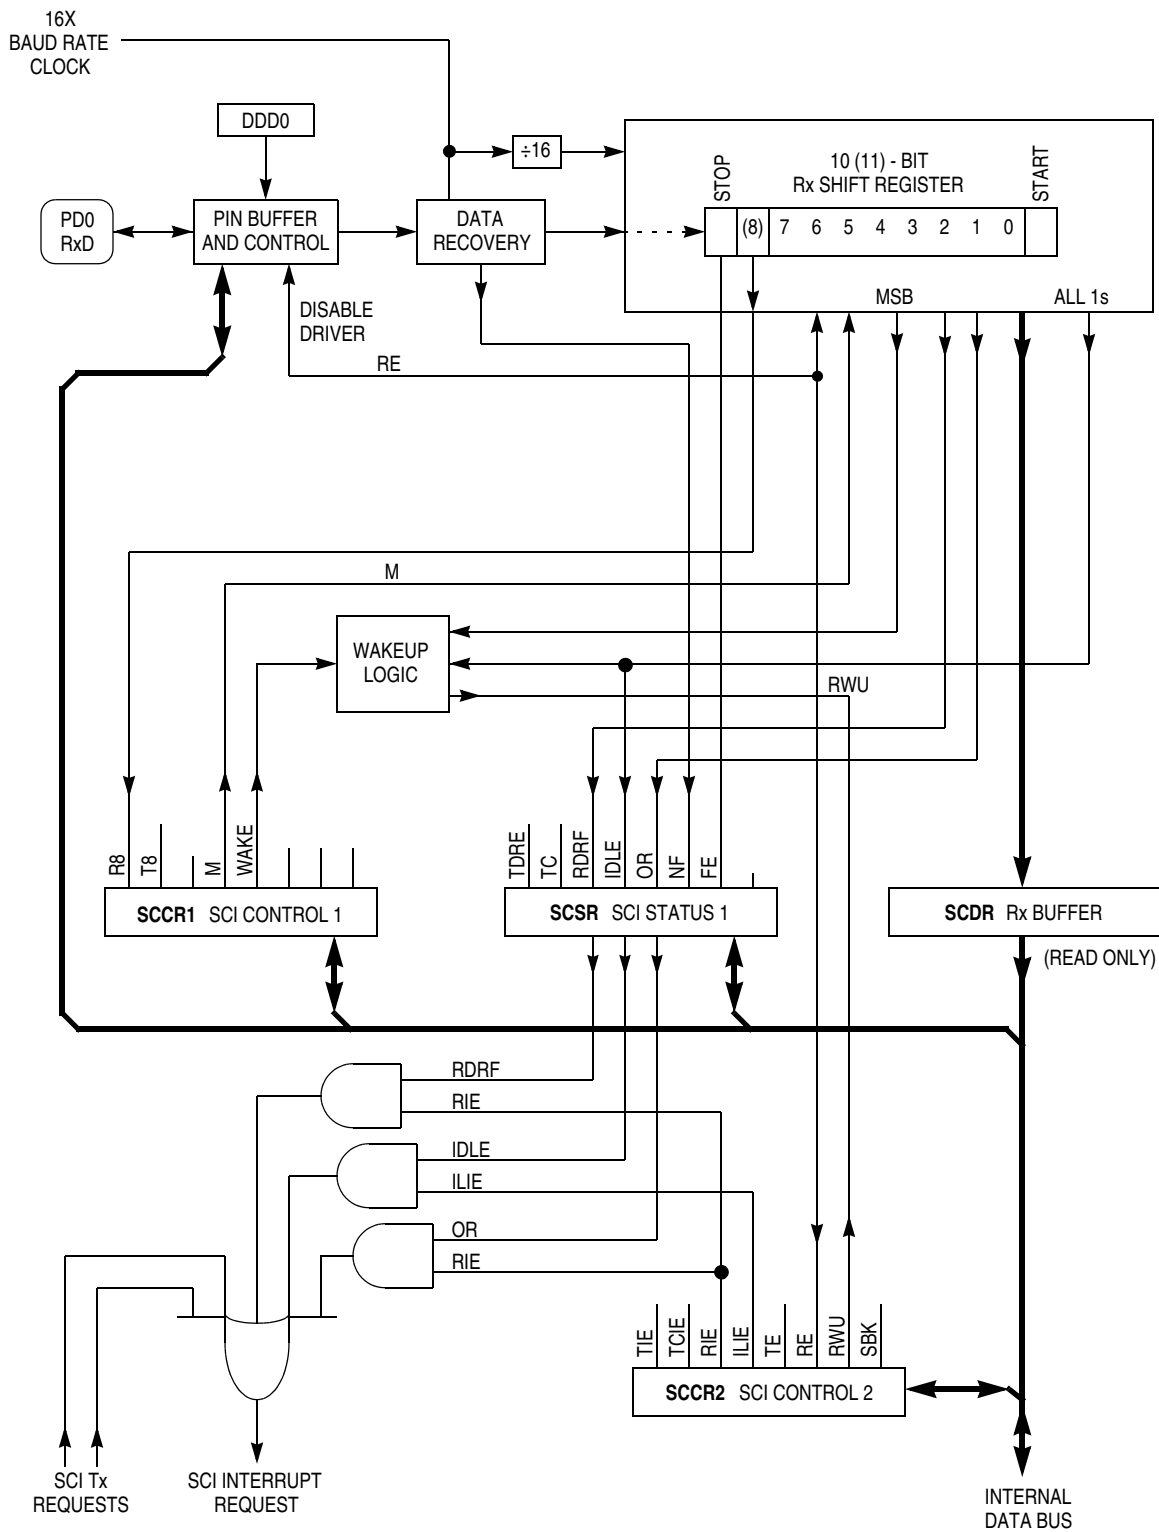 16X
BAUD RATE
CLOCK
DDD0
÷16
10 (11) - BIT
Rx SHIFT REGISTER
STOP
START
PD0
RxD
PIN BUFFER
AND CONTROL
DATA
RECOVERY
(8) 7 6 5 4 3 2 1 0
MSB
ALL 1s
DISABLE
DRIVER
RE
M
WAKEUP
LOGIC
RWU
R8
T8
M
WAKE
TDRE
TC
RDRF
IDLE
OR
NF
FE
SCCR1 SCI CONTROL 1
SCSR SCI STATUS 1
SCDR Rx BUFFER
(READ ONLY)
RDRF
RIE
IDLE
ILIE
OR
RIE
TIE
TCIE
RIE
ILIE
TE
RE
RWU
SBK
SCCR2 SCI CONTROL 2
SCI Tx
REQUESTS
SCI INTERRUPT
REQUEST
INTERNAL
DATA BUS